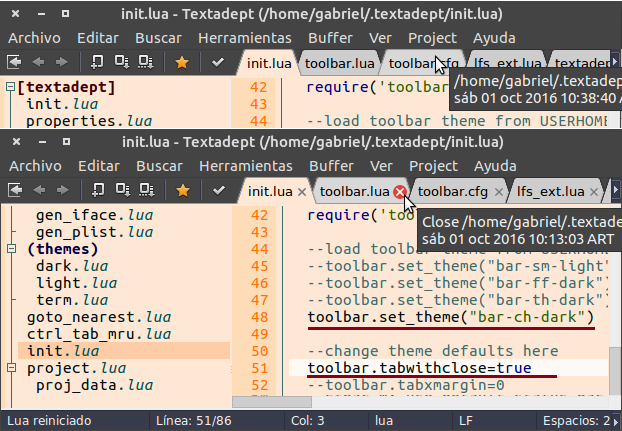 init.lua - Textadept (/home/gabriel/.textadept/init.lua)
Archivo Editar Buscar Herramientas Buffer Ver Project Ayuda
init.lua toolbar.lua toolbar.cfg lfs_ext.lua textadep
[textadept] 42 require('toolbar
init.lua 43
properties.lua 44 --load toolbar theme from USERHOME
/home/gabriel/.textadept
sáb 01 oct 2016 10:38:40 A
init.lua - Textadept (/home/gabriel/.textadept/init.lua)
Archivo Editar Buscar Herramientas Buffer Ver Project Ayuda
init.lua toolbar.lua toolbar.cfg lfs_ext.lua
Close /home/gabriel/.textade
sáb 01 oct 2016 10:13:03 ART
gen_iface.lua 42 require('too
gen_plist.lua 43
(themes) 44 --load toolbar
dark.lua 45 --toolbar.set_theme("bar-sm-light"
light.lua 46 --toolbar.set_theme("bar-ff-dark")
term.lua 47 --toolbar.set_theme("bar-th-dark")
goto_nearest.lua 48 toolbar.set_theme("bar-ch-dark")
ctrl_tab_mru.lua 49
init.lua 50 --change theme defaults here
project.lua 51 toolbar.tabwithclose=true
proj_data.lua 52 --toolbar.tabxmargin=0
Lua reiniciado Línea: 51/86 Col: 3 lua LF Espacios: 2